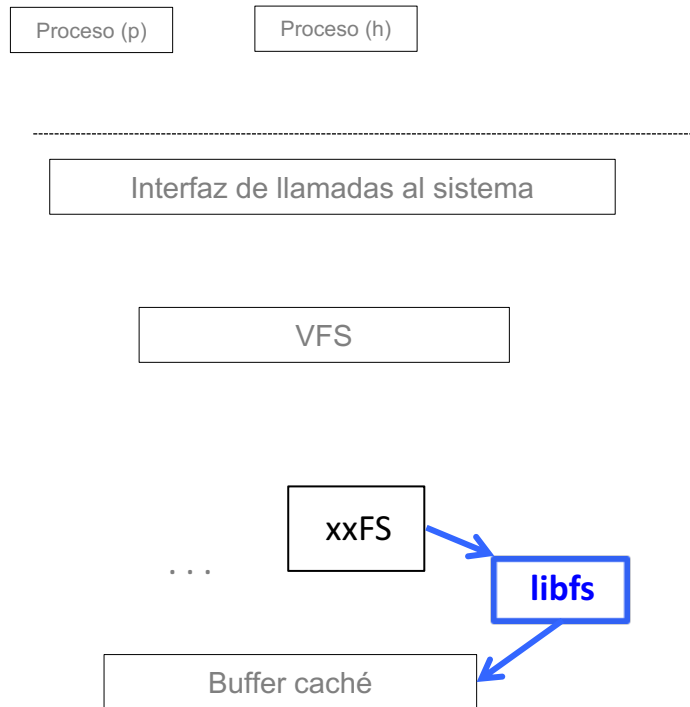 Proceso (p)
Proceso (h)
Interfaz de llamadas al sistema
VFS
xxFS
. . .
libfs
Buffer caché